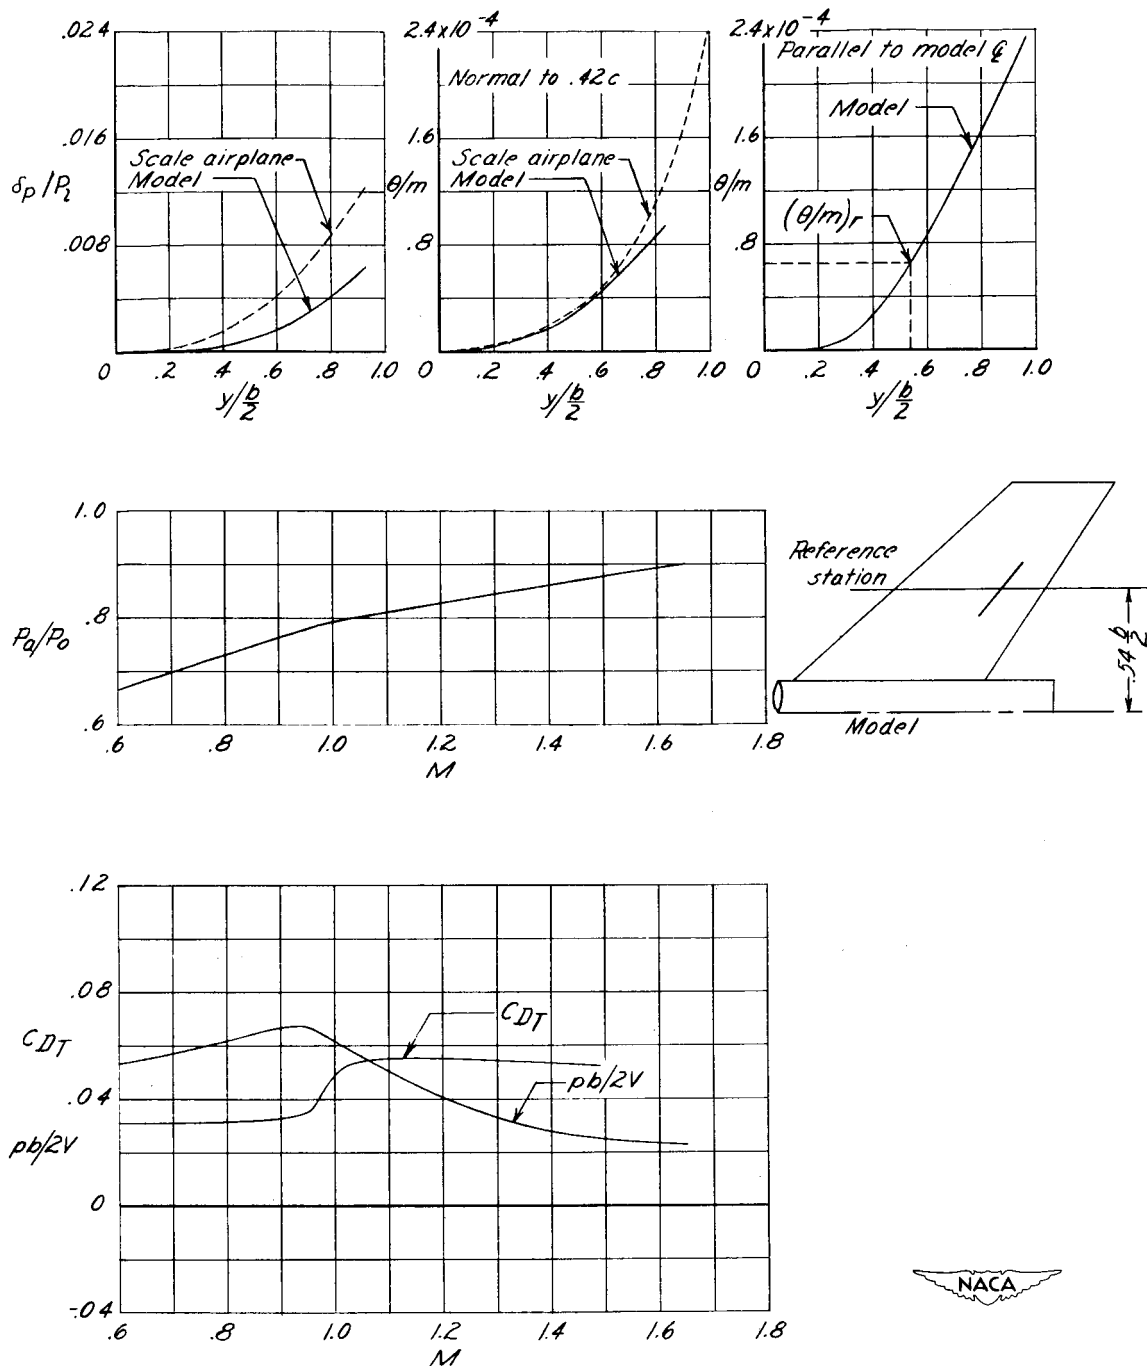 .024
.016
.008
δp/Pl
Scale airplane
Model
0 .2 .4 .6 .8 1.0
y/b/2
2.4x10-4
1.6
.8
θ/m
Normal to .42c
Scale airplane
Model
0 .2 .4 .6 .8 1.0
y/b/2
2.4x10-4
1.6
.8
θ/m
Parallel to model ℄
Model
(θ/m)r
0 .2 .4 .6 .8 1.0
y/b/2
1.0
.8
.6
Pa/Po
.6 .8 1.0 1.2 1.4 1.6 1.8
M
Reference
station
.54 b/2
Model
.12
.08
.04
0
-.04
CDT
pb/2V
CDT
pb/2V
.6 .8 1.0 1.2 1.4 1.6 1.8
M
NACA